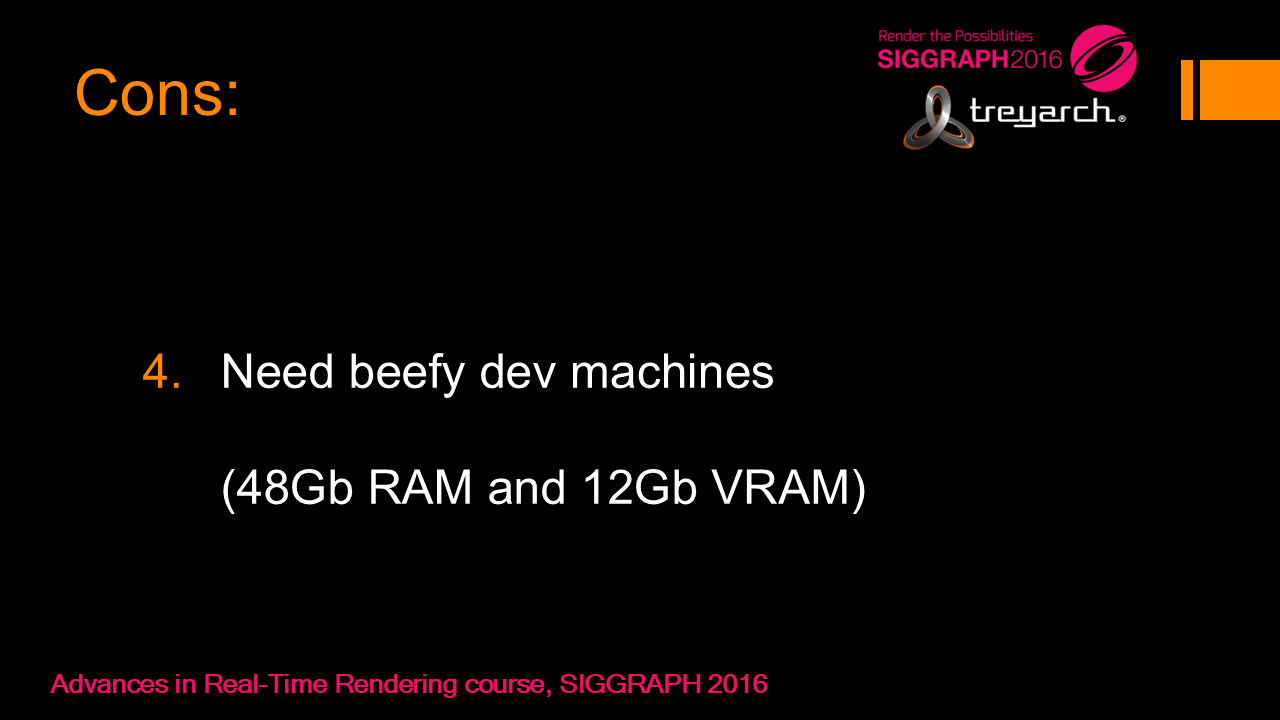 Cons:
Render the Possibilities
SIGGRAPH2016
treyarch®
4. Need beefy dev machines
(48Gb RAM and 12Gb VRAM)
Advances in Real-Time Rendering course, SIGGRAPH 2016